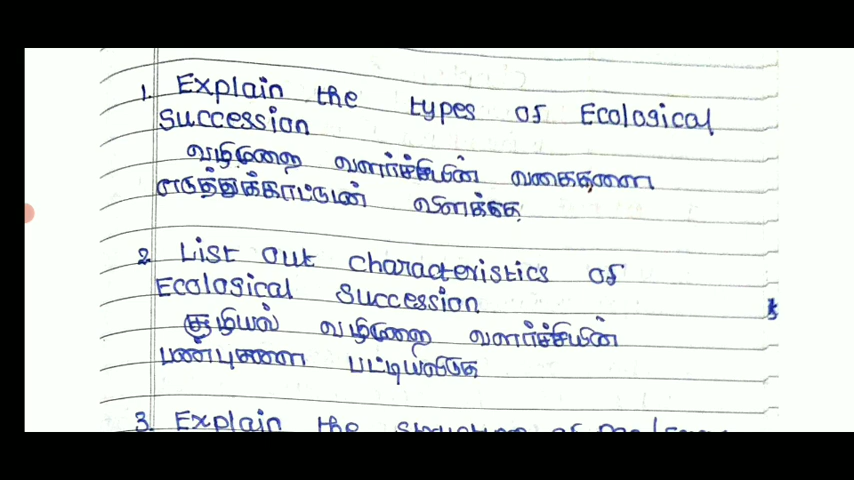 1. Explain the types of Ecological
Succession
வழிமுறை வளர்ச்சியின் வகைகளை
எடுத்துக்காட்டுடன் விளக்குக
2 List out characteristics of
Ecological Succession
சூழியல் வழிமுறை வளர்ச்சியின்
பண்புகளை பட்டியலிடுக
3. Explain the of